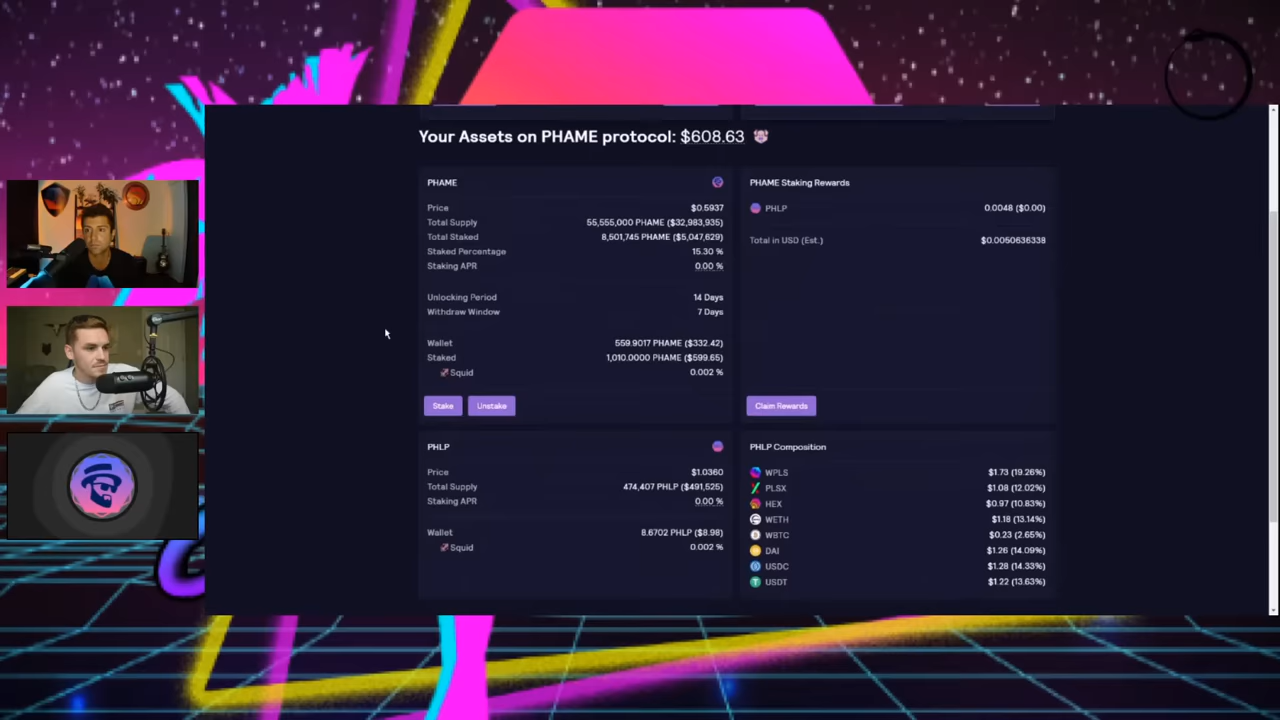 Your Assets on PHAME protocol: $608.63
PHAME
Price $0.5937
Total Supply 55,555,000 PHAME ($32,983,935)
Total Staked 8,501,745 PHAME ($5,047,629)
Staked Percentage 15.30 %
Staking APR 0.00 %
Unlocking Period 14 Days
Withdraw Window 7 Days
Wallet 559.9017 PHAME ($332.42)
Staked 1,010.0000 PHAME ($599.65)
Squid 0.002 %
Stake Unstake
PHAME Staking Rewards
PHLP 0.0048 ($0.00)
Total in USD (Est.) $0.0050636338
Claim Rewards
PHLP
Price $1.0360
Total Supply 474,407 PHLP ($491,525)
Staking APR 0.00 %
Wallet 8.6702 PHLP ($8.98)
Squid 0.002 %
PHLP Composition
WPLS $1.73 (19.26%)
PLSX $1.08 (12.02%)
HEX $0.97 (10.83%)
WETH $1.18 (13.14%)
WBTC $0.23 (2.65%)
DAI $1.26 (14.09%)
USDC $1.28 (14.33%)
USDT $1.22 (13.63%)